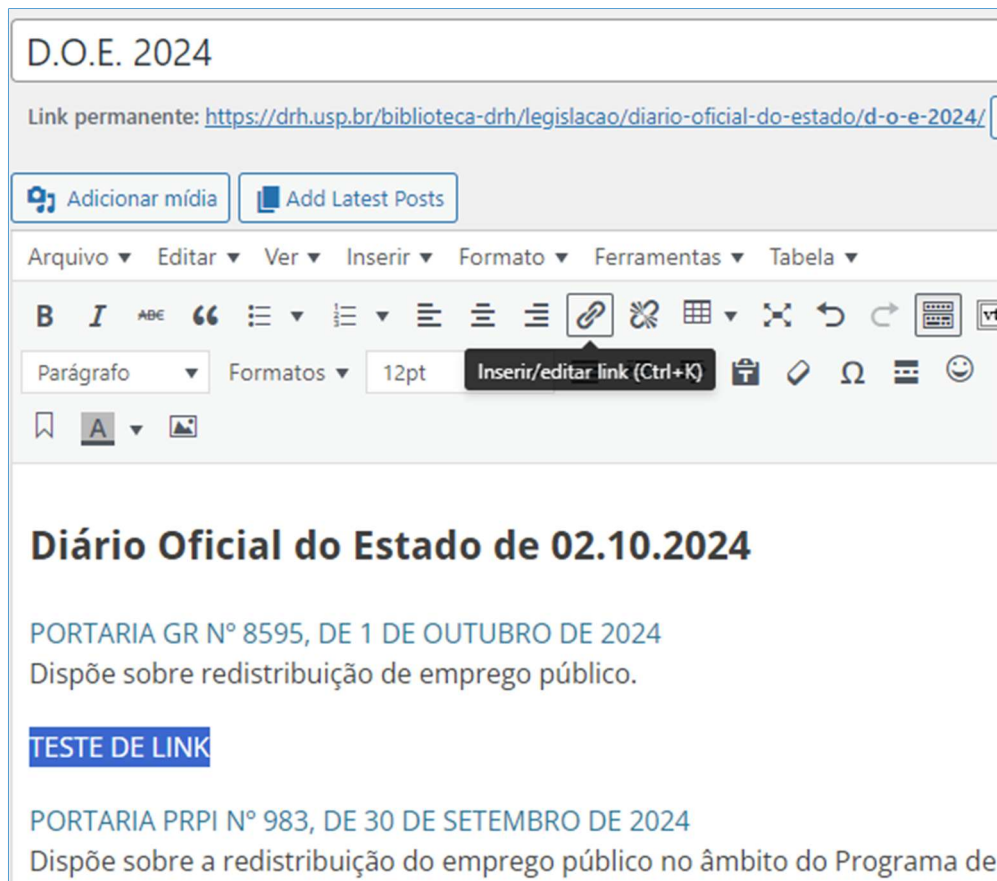 D.O.E. 2024
Link permanente: https://drh.usp.br/biblioteca-drh/legislacao/diario-oficial-do-estado/d-o-e-2024/
Adicionar mídia Add Latest Posts
Arquivo Editar Ver Inserir Formato Ferramentas Tabela
B I ABC
Parágrafo Formatos 12pt Inserir/editar link (Ctrl+K) T Ω
A
Diário Oficial do Estado de 02.10.2024
PORTARIA GR Nº 8595, DE 1 DE OUTUBRO DE 2024
Dispõe sobre redistribuição de emprego público.
TESTE DE LINK
PORTARIA PRPI Nº 983, DE 30 DE SETEMBRO DE 2024
Dispõe sobre a redistribuição do emprego público no âmbito do Programa de